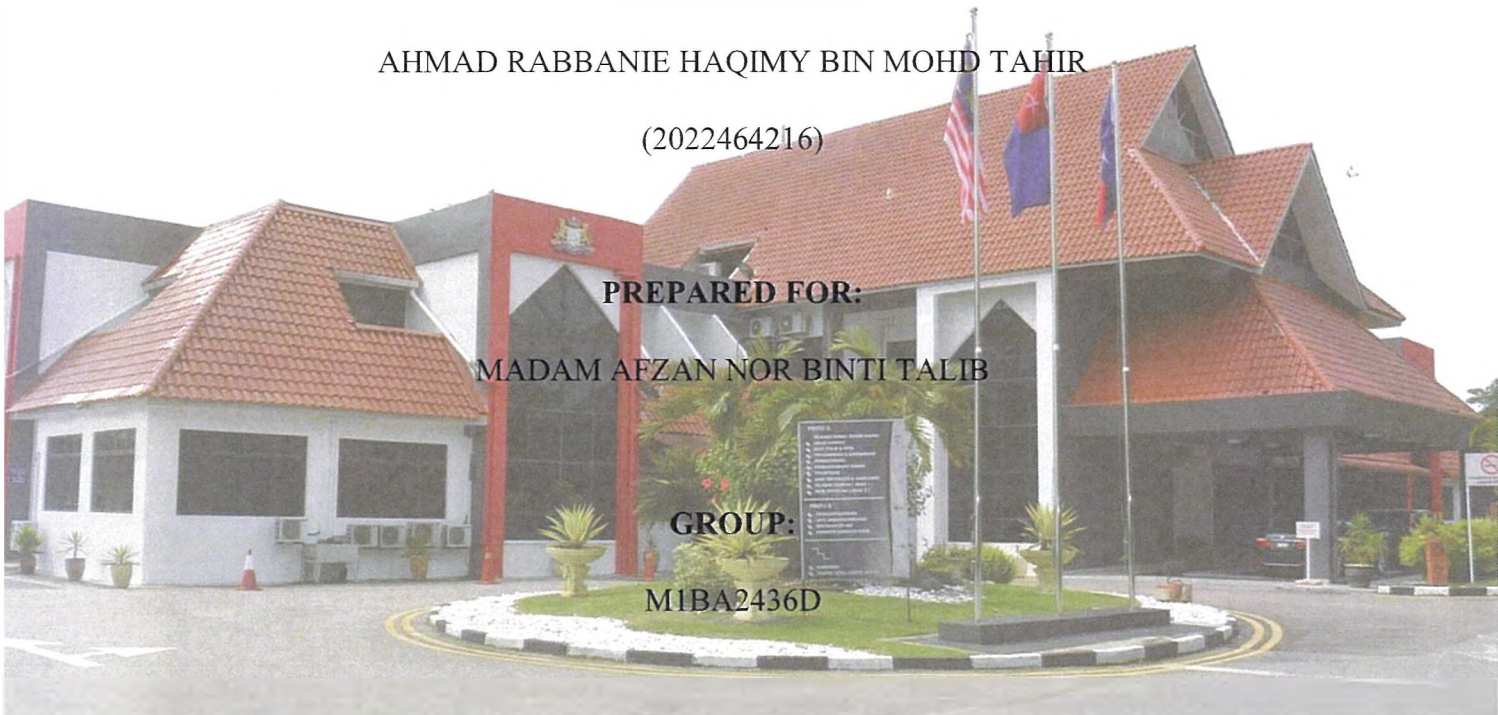 AHMAD RABBANIE HAQIMY BIN MOHD TAHIR
(2022464216)
PREPARED FOR:
MADAM AFZAN NOR BINTI TALIB
GROUP:
M1BA2436D